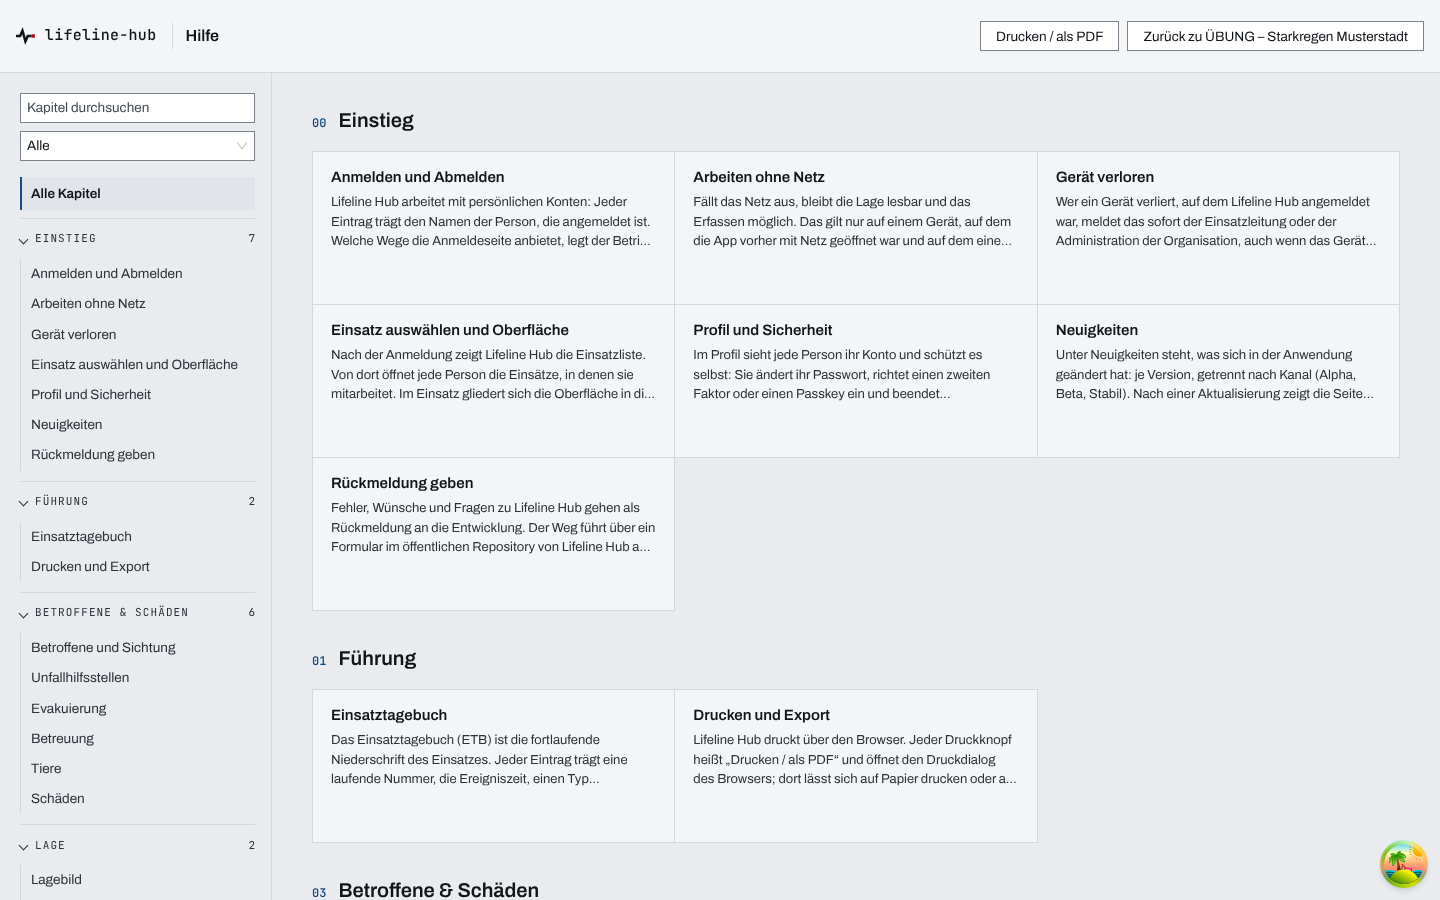 lifeline-hub
Hilfe
Drucken / als PDF
Zurück zu ÜBUNG – Starkregen Musterstadt
Kapitel durchsuchen
Alle
Alle Kapitel
EINSTIEG 7
Anmelden und Abmelden
Arbeiten ohne Netz
Gerät verloren
Einsatz auswählen und Oberfläche
Profil und Sicherheit
Neuigkeiten
Rückmeldung geben
FÜHRUNG 2
Einsatztagebuch
Drucken und Export
BETROFFENE & SCHÄDEN 6
Betroffene und Sichtung
Unfallhilfsstellen
Evakuierung
Betreuung
Tiere
Schäden
LAGE 2
Lagebild
00 Einstieg
Anmelden und Abmelden
Lifeline Hub arbeitet mit persönlichen Konten: Jeder
Eintrag trägt den Namen der Person, die angemeldet ist.
Welche Wege die Anmeldeseite anbietet, legt der Betri...
Arbeiten ohne Netz
Fällt das Netz aus, bleibt die Lage lesbar und das
Erfassen möglich. Das gilt nur auf einem Gerät, auf dem
die App vorher mit Netz geöffnet war und auf dem eine...
Gerät verloren
Wer ein Gerät verliert, auf dem Lifeline Hub angemeldet
war, meldet das sofort der Einsatzleitung oder der
Administration der Organisation, auch wenn das Gerät...
Einsatz auswählen und Oberfläche
Nach der Anmeldung zeigt Lifeline Hub die Einsatzliste.
Von dort öffnet jede Person die Einsätze, in denen sie
mitarbeitet. Im Einsatz gliedert sich die Oberfläche in di...
Profil und Sicherheit
Im Profil sieht jede Person ihr Konto und schützt es
selbst: Sie ändert ihr Passwort, richtet einen zweiten
Faktor oder einen Passkey ein und beendet...
Neuigkeiten
Unter Neuigkeiten steht, was sich in der Anwendung
geändert hat: je Version, getrennt nach Kanal (Alpha,
Beta, Stabil). Nach einer Aktualisierung zeigt die Seite...
Rückmeldung geben
Fehler, Wünsche und Fragen zu Lifeline Hub gehen als
Rückmeldung an die Entwicklung. Der Weg führt über ein
Formular im öffentlichen Repository von Lifeline Hub a...
01 Führung
Einsatztagebuch
Das Einsatztagebuch (ETB) ist die fortlaufende
Niederschrift des Einsatzes. Jeder Eintrag trägt eine
laufende Nummer, die Ereigniszeit, einen Typ...
Drucken und Export
Lifeline Hub druckt über den Browser. Jeder Druckknopf
heißt „Drucken / als PDF“ und öffnet den Druckdialog
des Browsers; dort lässt sich auf Papier drucken oder a...
03 Betroffene & Schäden